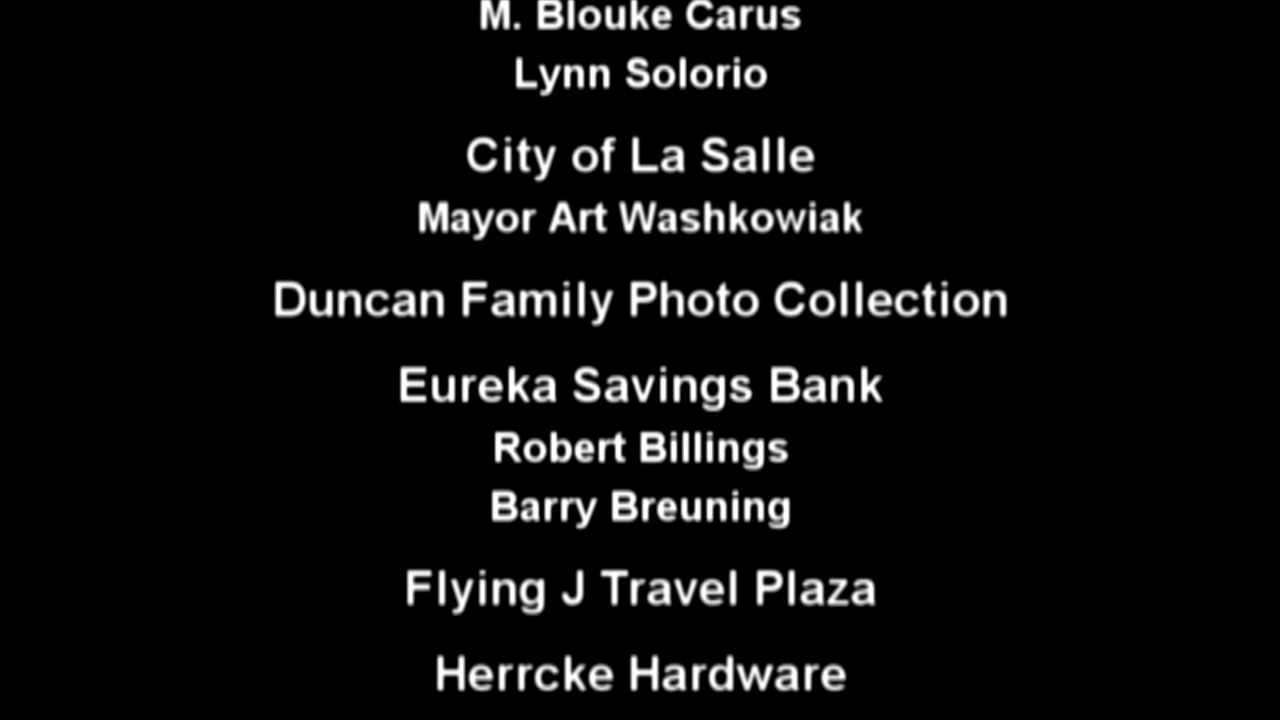 M. Blouke Carus
Lynn Solorio
City of La Salle
Mayor Art Washkowiak
Duncan Family Photo Collection
Eureka Savings Bank
Robert Billings
Barry Breuning
Flying J Travel Plaza
Herrcke Hardware